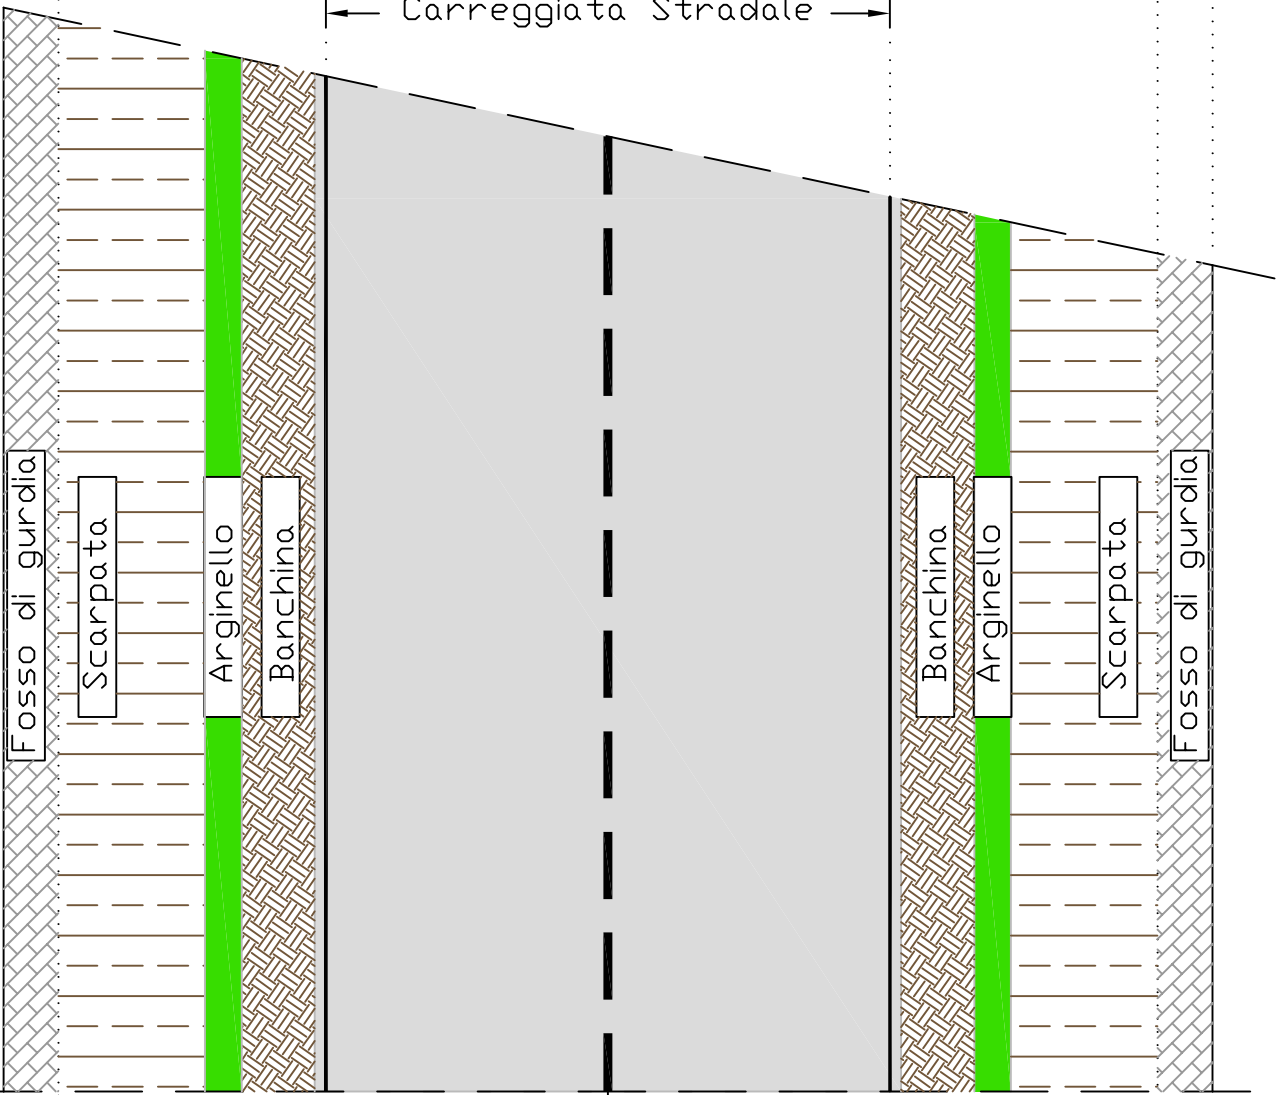 Carreggiata Stradale
Fosso di gurdia
Scarpata
Arginello
Banchina
Banchina
Arginello
Scarpata
Fosso di gurdia